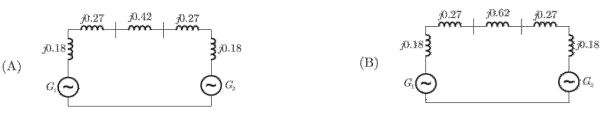 j0.27 j0.42 j0.27
j0.18 j0.18
(A)
G₁ G₂
j0.27 j0.62 j0.27
j0.18 j0.18
(B)
G₁ G₂